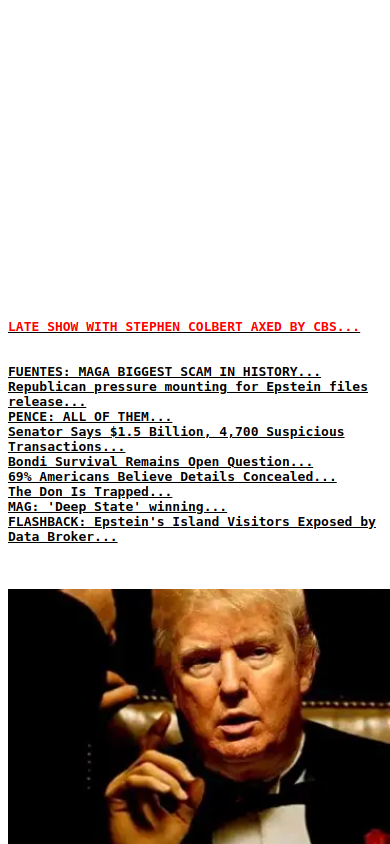 LATE SHOW WITH STEPHEN COLBERT AXED BY CBS...
FUENTES: MAGA BIGGEST SCAM IN HISTORY...
Republican pressure mounting for Epstein files
release...
PENCE: ALL OF THEM...
Senator Says $1.5 Billion, 4,700 Suspicious
Transactions...
Bondi Survival Remains Open Question...
69% Americans Believe Details Concealed...
The Don Is Trapped...
MAG: 'Deep State' winning...
FLASHBACK: Epstein's Island Visitors Exposed by
Data Broker...